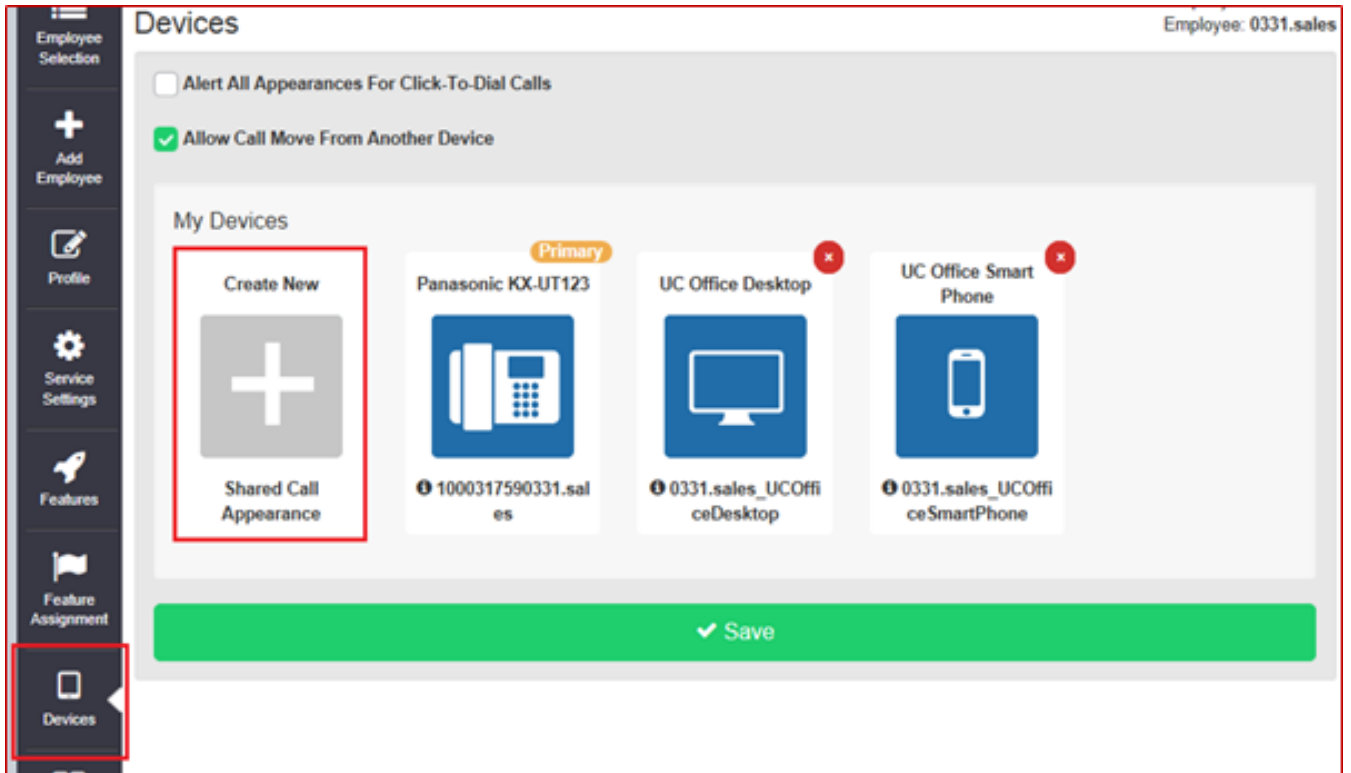 Devices
Employee: 0331.sales
Employee
Selection
Add
Employee
Profile
Service
Settings
Features
Feature
Assignment
Devices
Alert All Appearances For Click-To-Dial Calls
Allow Call Move From Another Device
My Devices
Create New
Shared Call
Appearance
Primary
Panasonic KX-UT123
1000317590331.sal
es
UC Office Desktop
0331.sales_UCOffi
ceDesktop
UC Office Smart
Phone
0331.sales_UCOffi
ceSmartPhone
Save